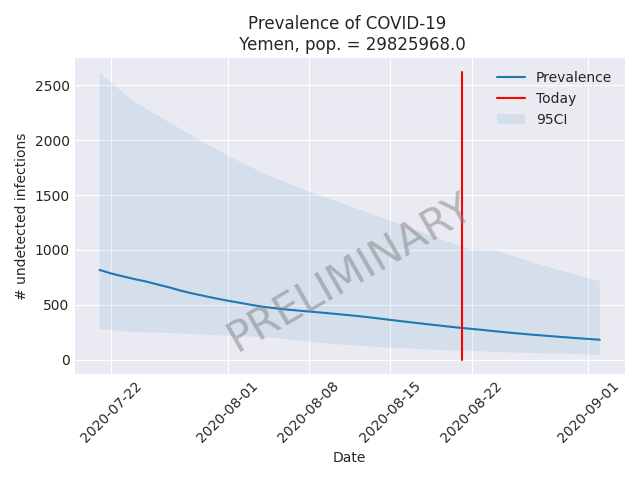 Prevalence of COVID-19
Yemen, pop. = 29825968.0
# undetected infections
2500
2000
1500
1000
500
0
Prevalence
Today
95CI
PRELIMINARY
2020-07-22
2020-08-01
2020-08-08
2020-08-15
2020-08-22
2020-09-01
Date